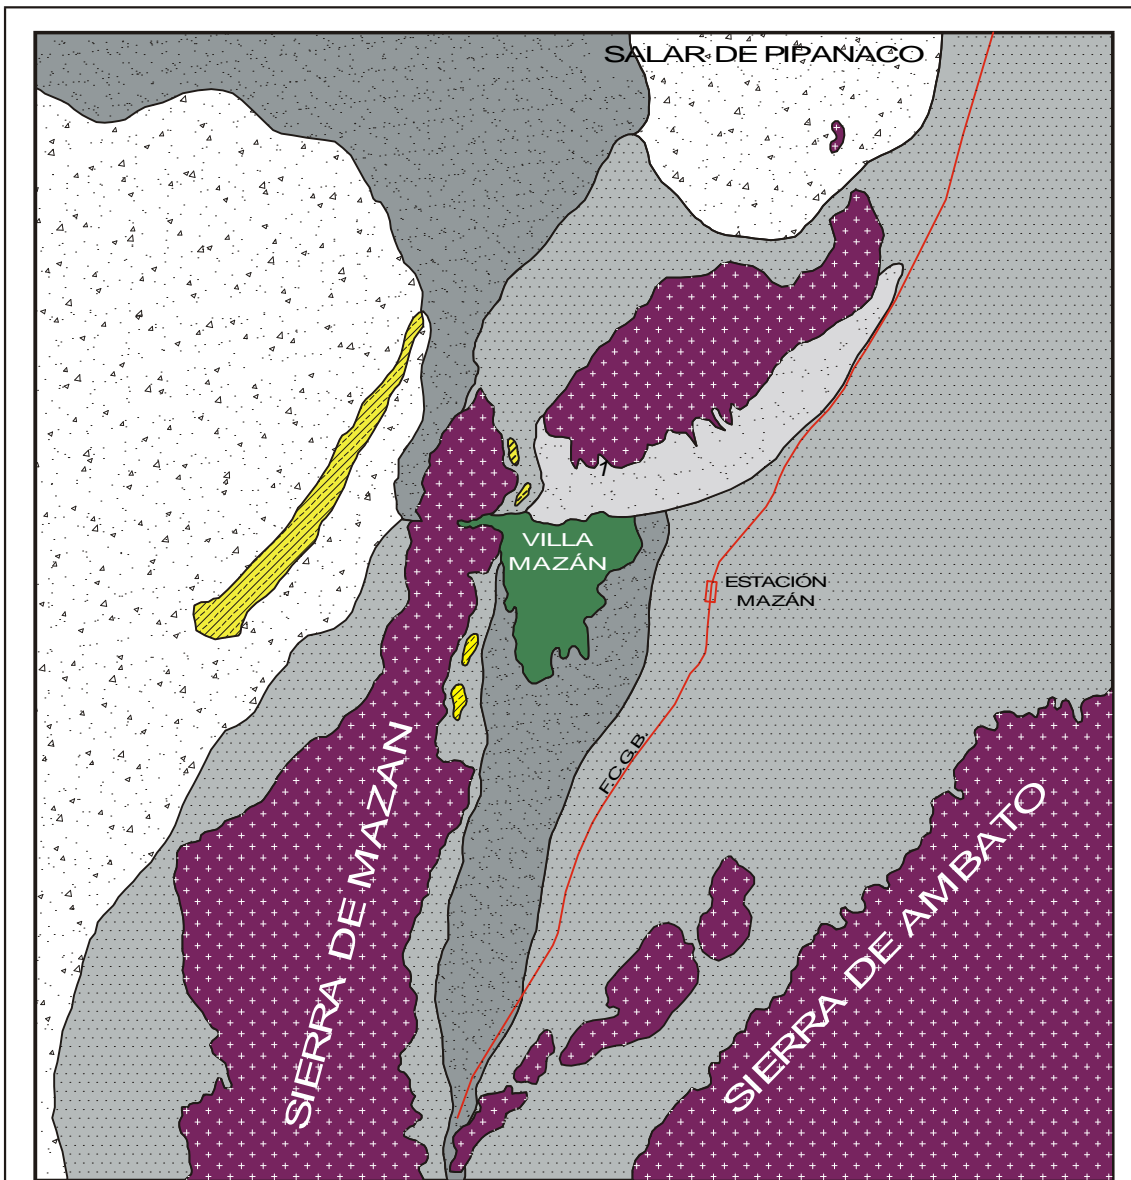 SALAR DE PIPANACO
VILLA
MAZÁN
ESTACIÓN
MAZÁN
F.C.G.B.
SIERRA DE MAZAN
SIERRA DE AMBATO